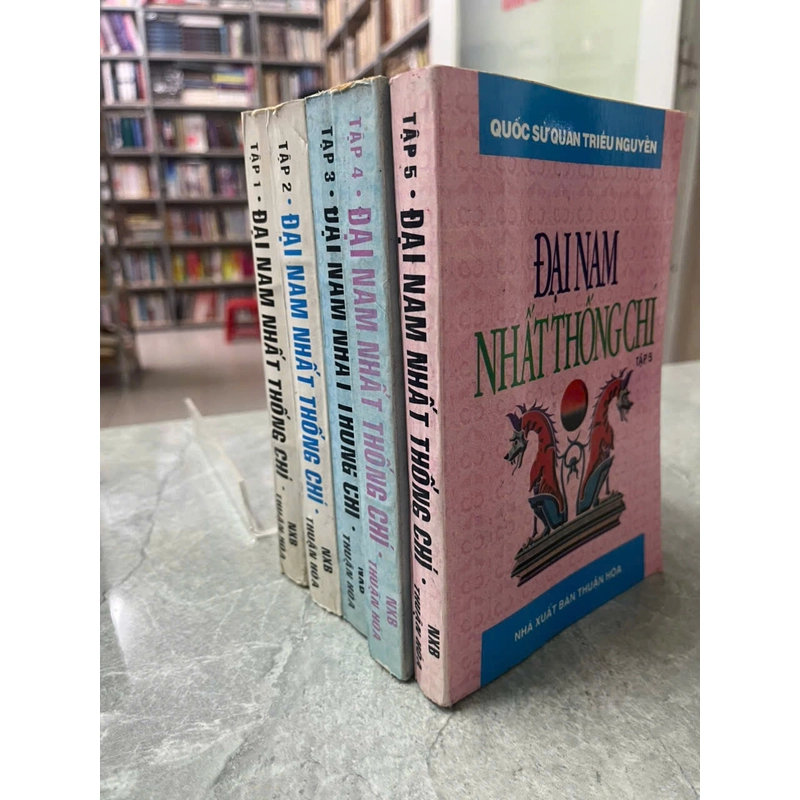 TẬP 1 • ĐẠI NAM NHẤT THỐNG CHÍ • NXB THUẬN HÓA
TẬP 2 • ĐẠI NAM NHẤT THỐNG CHÍ • NXB THUẬN HÓA
TẬP 3 • ĐẠI NAM NHẤT THỐNG CHÍ • NXB THUẬN HÓA
TẬP 4 • ĐẠI NAM NHẤT THỐNG CHÍ • NXB THUẬN HÓA
TẬP 5 • ĐẠI NAM NHẤT THỐNG CHÍ • NXB THUẬN HÓA
QUỐC SỬ QUÁN TRIỀU NGUYỄN
ĐẠI NAM
NHẤT THỐNG CHÍ
TẬP 5
NHÀ XUẤT BẢN THUẬN HÓA